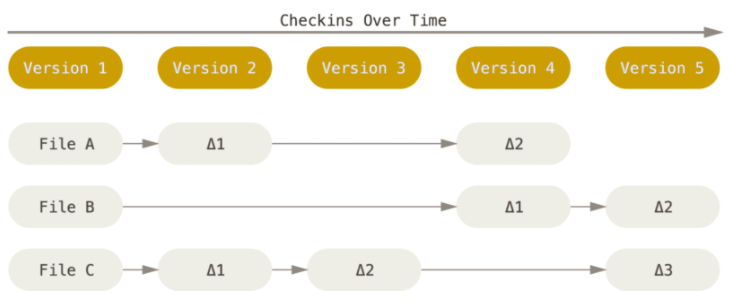 Checkins Over Time
Version 1 Version 2 Version 3 Version 4 Version 5
File A Δ1 Δ2
File B Δ1 Δ2
File C Δ1 Δ2 Δ3